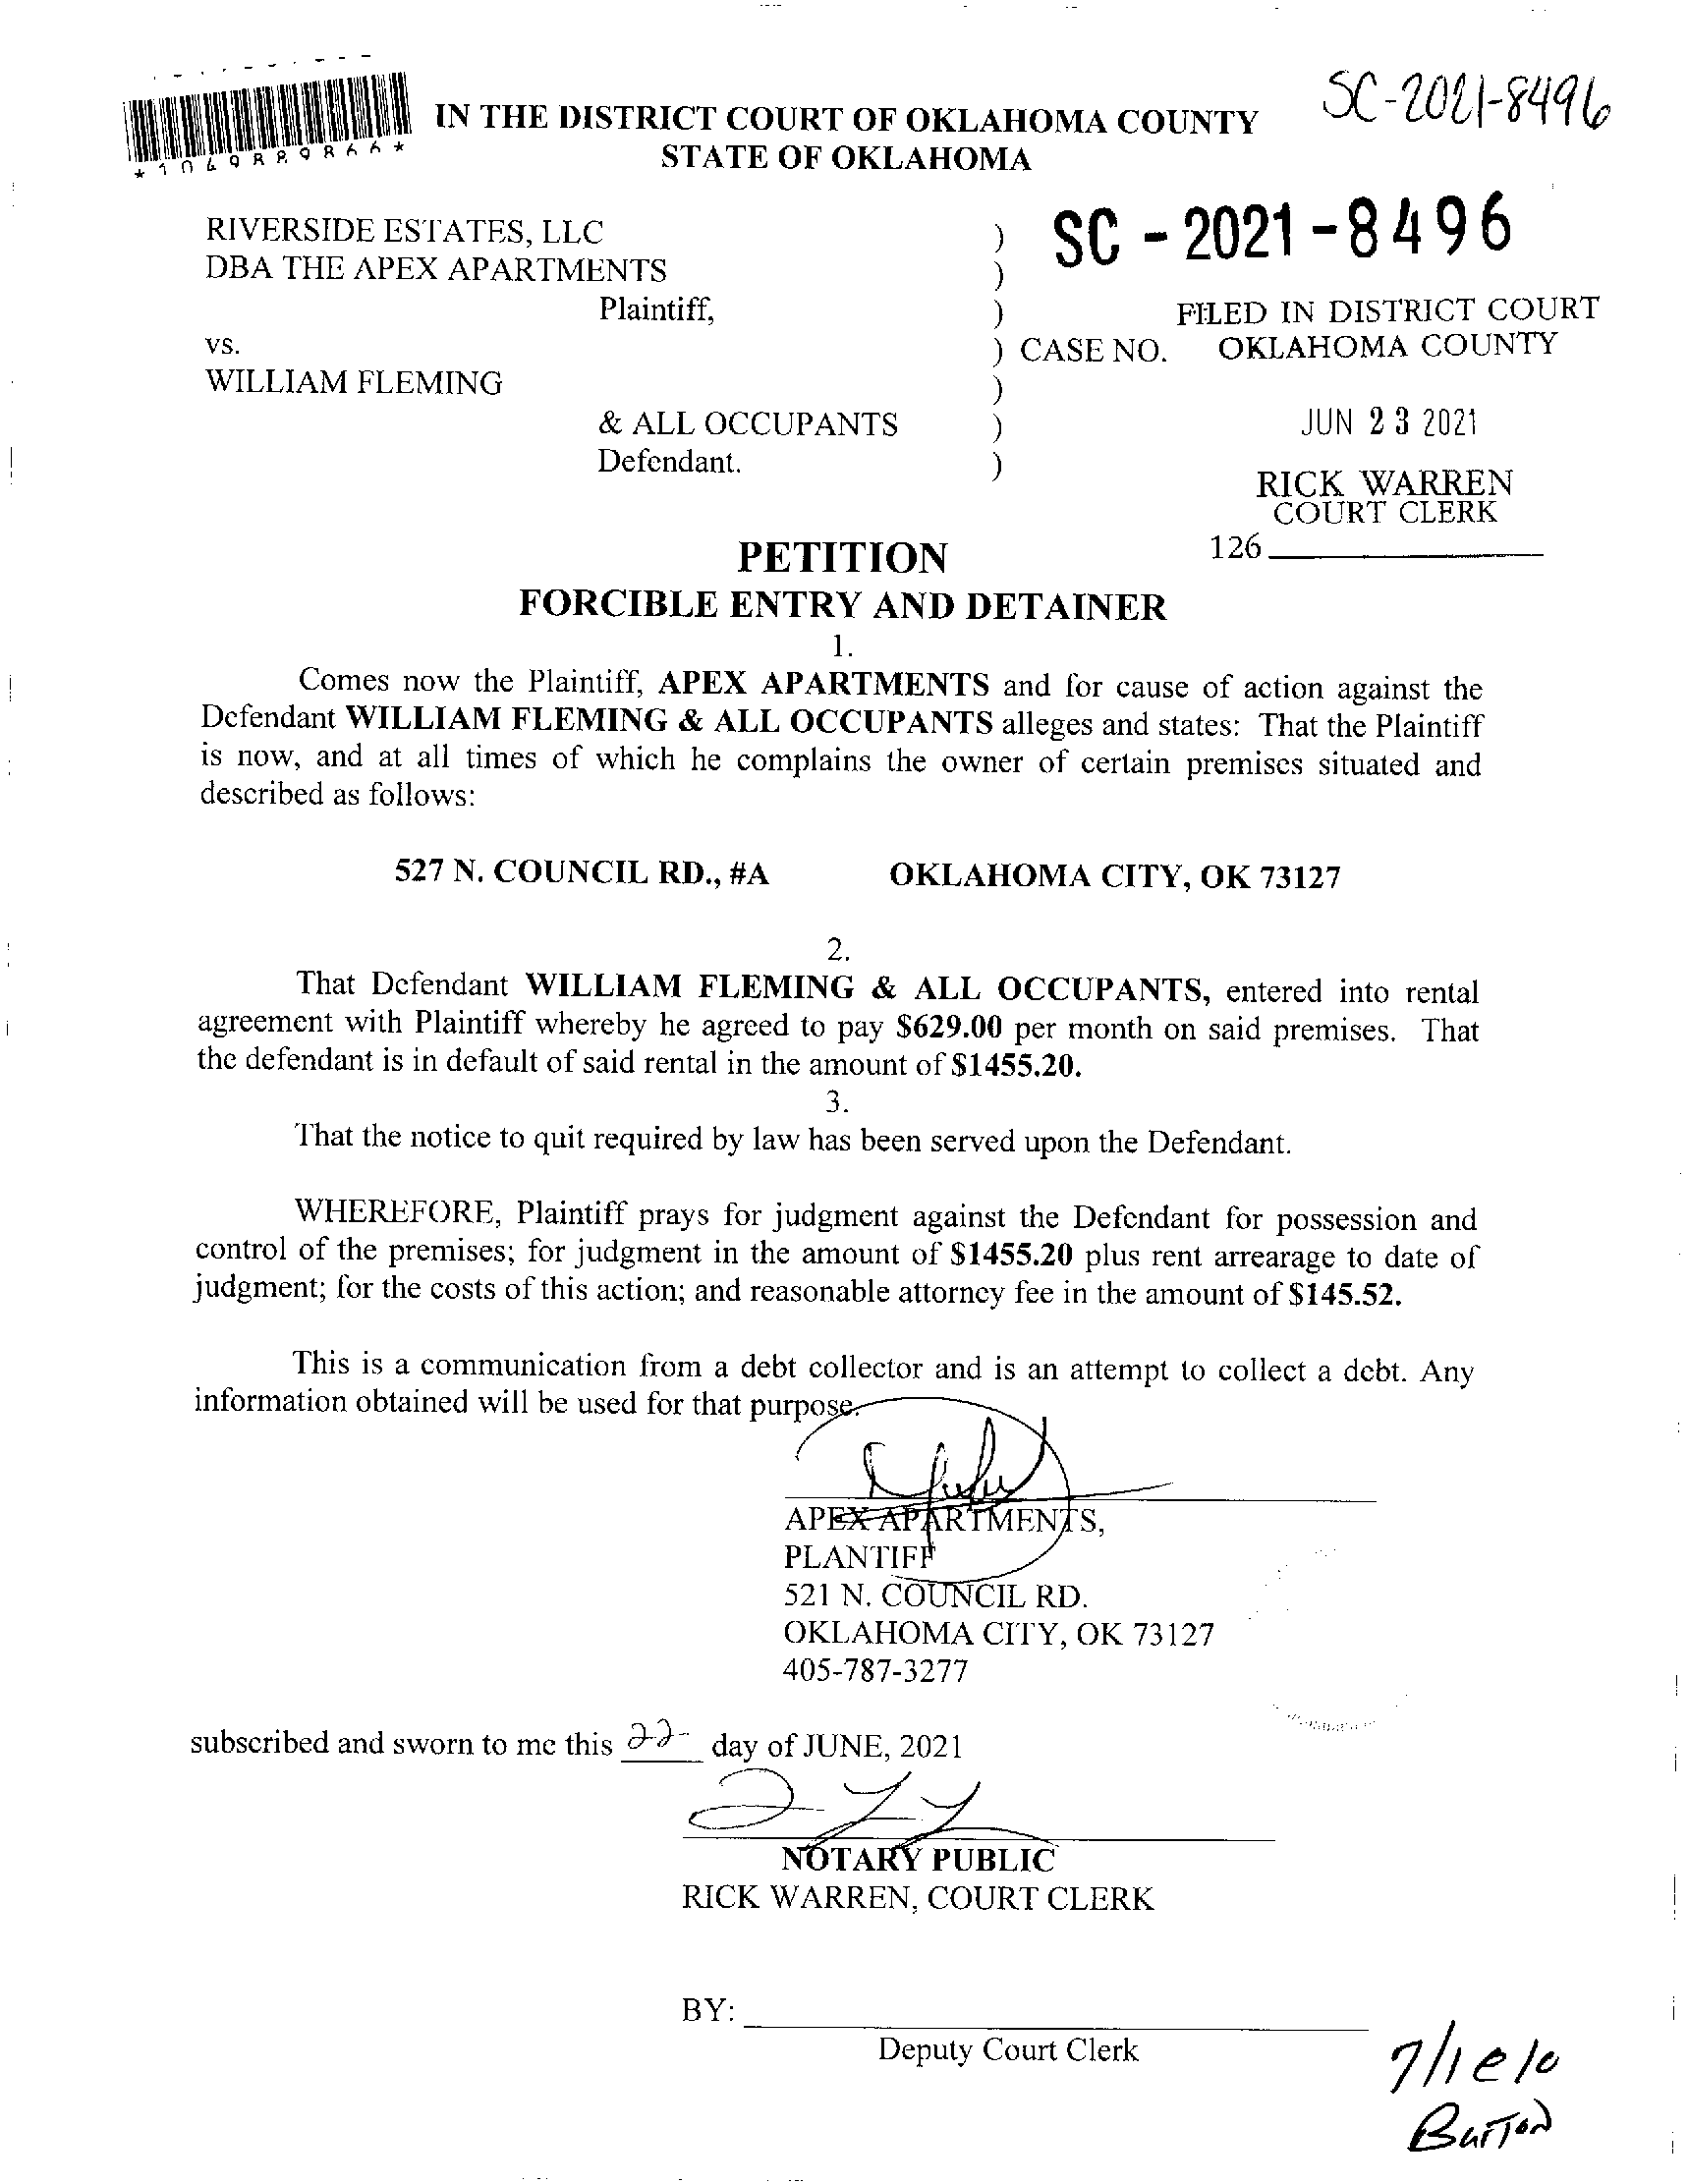 SC-2021-8496
IN THE DISTRICT COURT OF OKLAHOMA COUNTY
STATE OF OKLAHOMA
RIVERSIDE ESTATES, LLC
DBA THE APEX APARTMENTS
Plaintiff,
vs.
WILLIAM FLEMING
& ALL OCCUPANTS
Defendant.
)
)
)
) CASE NO.
)
)
)
SC - 2021 - 8496
FILED IN DISTRICT COURT
OKLAHOMA COUNTY
JUN 23 2021
RICK WARREN
COURT CLERK
126
PETITION
FORCIBLE ENTRY AND DETAINER
1.
Comes now the Plaintiff, APEX APARTMENTS and for cause of action against the
Defendant WILLIAM FLEMING & ALL OCCUPANTS alleges and states: That the Plaintiff
is now, and at all times of which he complains the owner of certain premises situated and
described as follows:
527 N. COUNCIL RD., #A OKLAHOMA CITY, OK 73127
2.
That Defendant WILLIAM FLEMING & ALL OCCUPANTS, entered into rental
agreement with Plaintiff whereby he agreed to pay $629.00 per month on said premises. That
the defendant is in default of said rental in the amount of $1455.20.
3.
That the notice to quit required by law has been served upon the Defendant.
WHEREFORE, Plaintiff prays for judgment against the Defendant for possession and
control of the premises; for judgment in the amount of $1455.20 plus rent arrearage to date of
judgment; for the costs of this action; and reasonable attorney fee in the amount of $145.52.
This is a communication from a debt collector and is an attempt to collect a debt. Any
information obtained will be used for that purpose.
APEX APARTMENTS,
PLANTIFF
521 N. COUNCIL RD.
OKLAHOMA CITY, OK 73127
405-787-3277
subscribed and sworn to me this 22 day of JUNE, 2021
NOTARY PUBLIC
RICK WARREN, COURT CLERK
BY:
Deputy Court Clerk
7/1 e 10
Burton